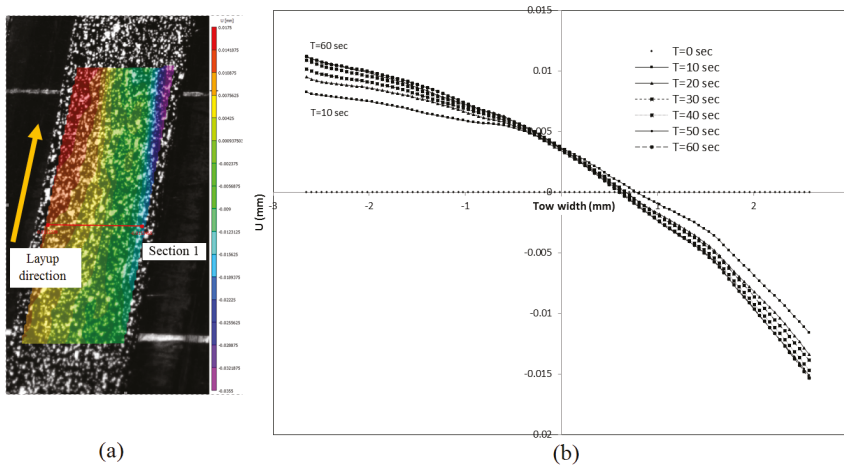 U [mm]
0.0175
0.0141875
0.010875
0.0075625
0.00425
0.000937501
-0.002375
-0.0056875
-0.009
-0.0123125
-0.015625
-0.0189375
-0.02225
-0.0255625
-0.028875
-0.0321875
-0.0355
Layup
direction
Section 1
(a)
0.015
0.01
0.005
0
-0.005
-0.01
-0.015
0.02
-3
-2
-1
1
2
U (mm)
Tow width (mm)
T=60 sec
T=10 sec
T=0 sec
T=10 sec
T=20 sec
T=30 sec
T=40 sec
T=50 sec
T=60 sec
(b)